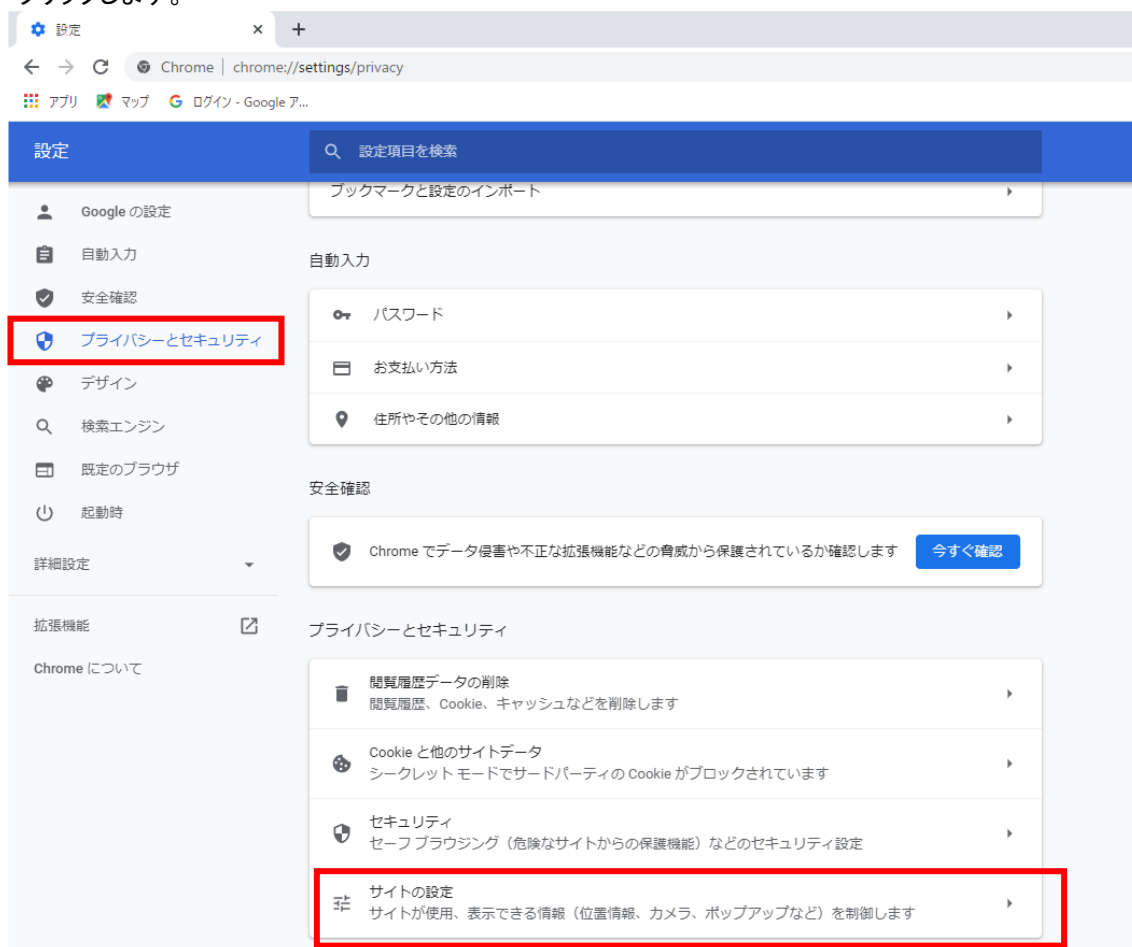 クリックします。
設定
Chrome | chrome://settings/privacy
アプリ マップ ログイン - Google ア...
設定
設定項目を検索
Google の設定
自動入力
安全確認
プライバシーとセキュリティ
デザイン
検索エンジン
既定のブラウザ
起動時
詳細設定
拡張機能
Chrome について
ブックマークと設定のインポート
自動入力
パスワード
お支払い方法
住所やその他の情報
安全確認
Chrome でデータ侵害や不正な拡張機能などの脅威から保護されているか確認します 今すぐ確認
プライバシーとセキュリティ
閲覧履歴データの削除
閲覧履歴、Cookie、キャッシュなどを削除します
Cookie と他のサイトデータ
シークレット モードでサードパーティの Cookie がブロックされています
セキュリティ
セーフ ブラウジング（危険なサイトからの保護機能）などのセキュリティ設定
サイトの設定
サイトが使用、表示できる情報（位置情報、カメラ、ポップアップなど）を制御します